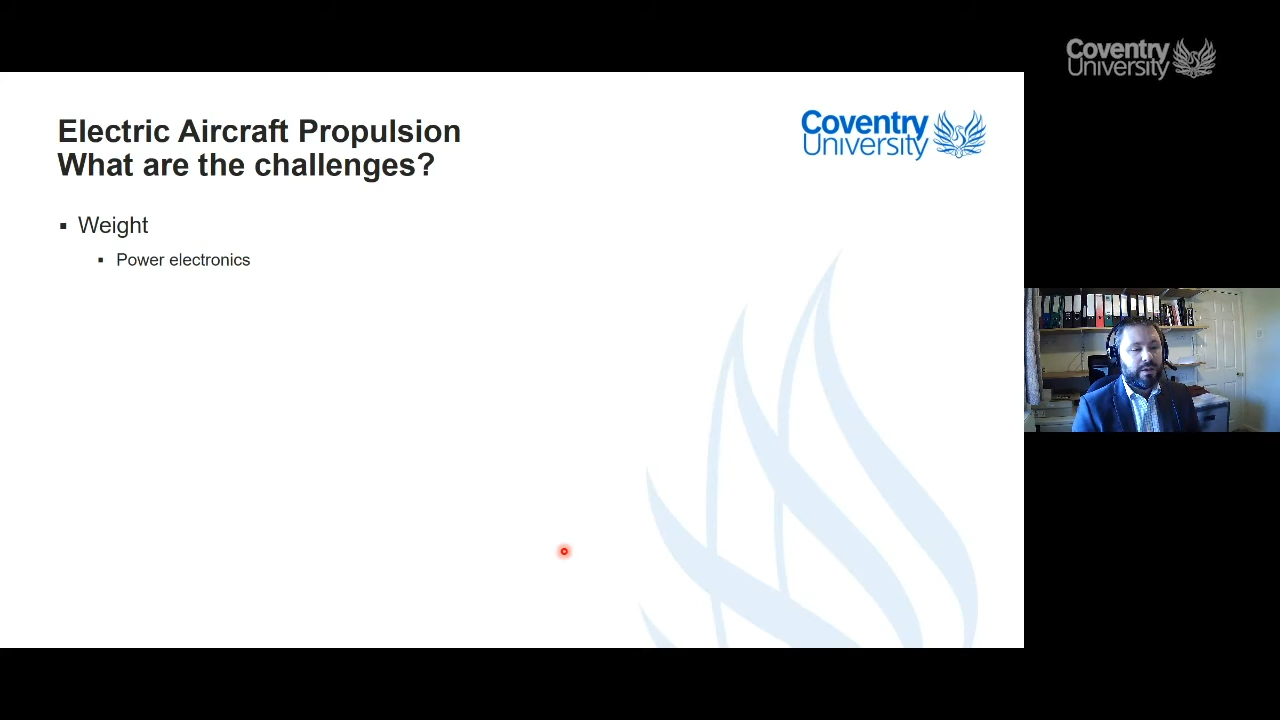 Coventry
University
Electric Aircraft Propulsion
What are the challenges?
Coventry
University
▪ Weight
▪ Power electronics